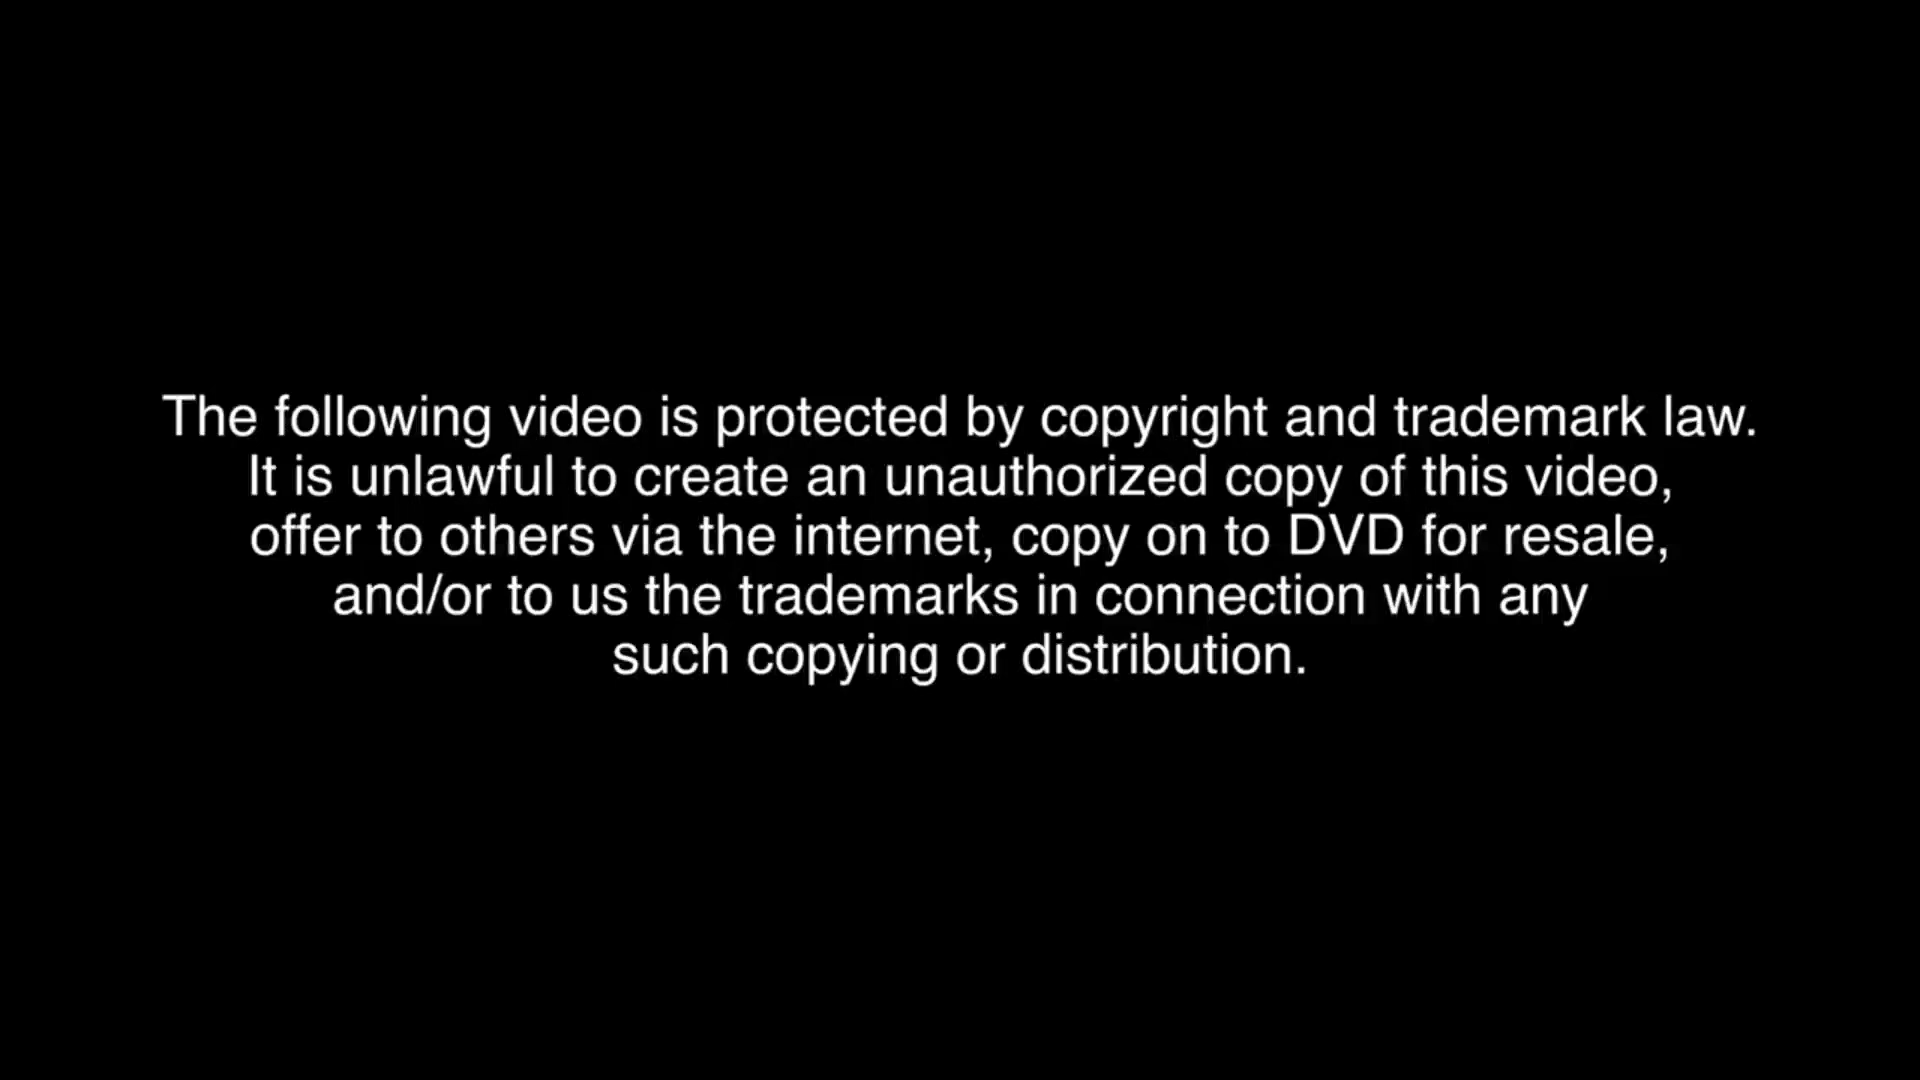 The following video is protected by copyright and trademark law.
It is unlawful to create an unauthorized copy of this video,
offer to others via the internet, copy on to DVD for resale,
and/or to us the trademarks in connection with any
such copying or distribution.